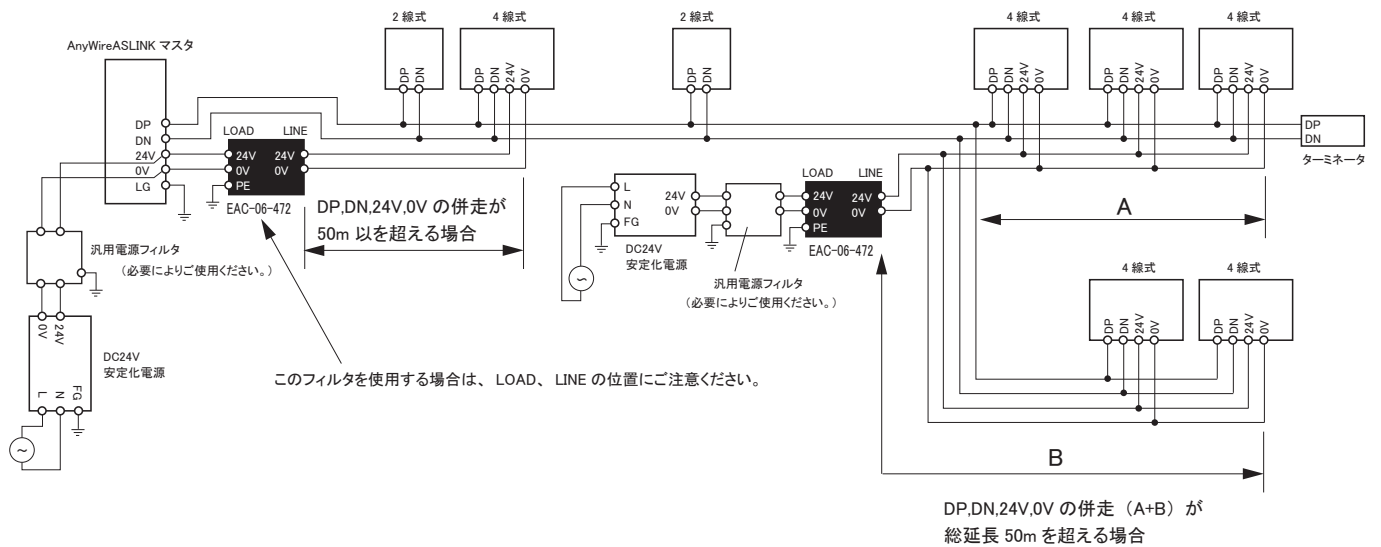 2 線式
4 線式
2 線式
4 線式
4 線式
4 線式
AnyWireASLINK マスタ
DP
DN
DP
DN
24V
0V
DP
DN
DP
DN
24V
0V
DP
DN
24V
0V
DP
DN
24V
0V
DP
DN
24V
0V
LG
LOAD
LINE
24V
24V
0V
0V
PE
EAC-06-472
DP
DN
ターミネータ
DP,DN,24V,0V の併走が
50m 以を超える場合
L
N
FG
24V
0V
DC24V
安定化電源
汎用電源フィルタ
（必要によりご使用ください。）
LOAD
LINE
24V
24V
0V
0V
PE
EAC-06-472
A
汎用電源フィルタ
（必要によりご使用ください。）
0V
24V
DC24V
安定化電源
L
N
FG
4 線式
4 線式
DP
DN
24V
0V
DP
DN
24V
0V
このフィルタを使用する場合は、 LOAD、 LINE の位置にご注意ください。
B
DP,DN,24V,0V の併走（A+B）が
総延長 50m を超える場合